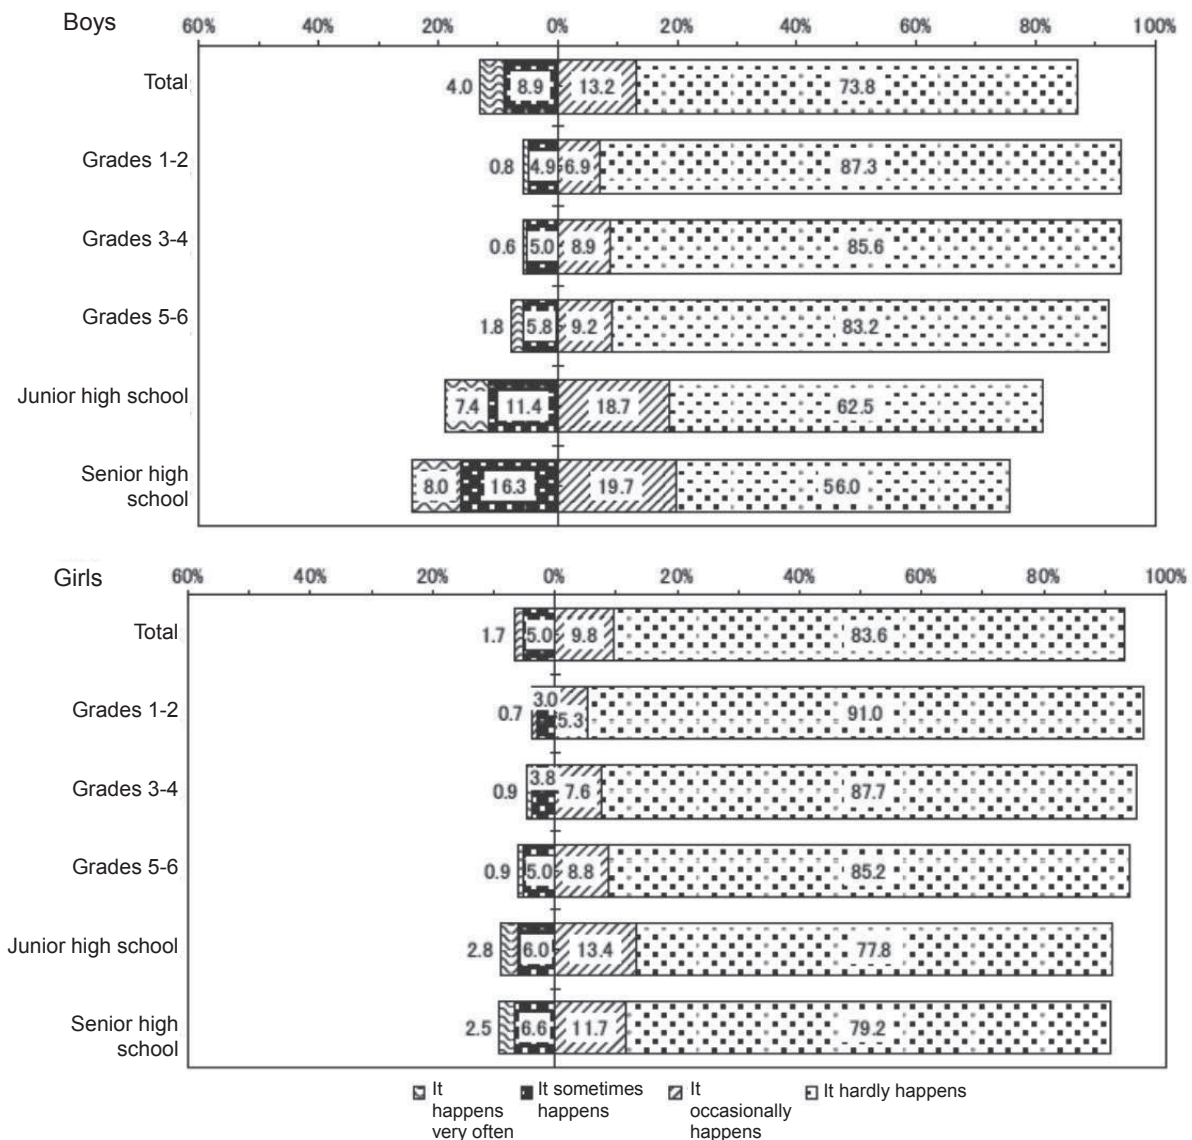 Boys
60% 40% 20% 0% 20% 40% 60% 80% 100%
Total 4.0 8.9 13.2 73.8
Grades 1-2 0.8 4.9 6.9 87.3
Grades 3-4 0.6 5.0 8.9 85.6
Grades 5-6 1.8 5.8 9.2 83.2
Junior high school 7.4 11.4 18.7 62.5
Senior high
school 8.0 16.3 19.7 56.0
Girls
60% 40% 20% 0% 20% 40% 60% 80% 100%
Total 1.7 5.0 9.8 83.6
Grades 1-2 0.7 3.0 5.3 91.0
Grades 3-4 0.9 3.8 7.6 87.7
Grades 5-6 0.9 5.0 8.8 85.2
Junior high school 2.8 6.0 13.4 77.8
Senior high
school 2.5 6.6 11.7 79.2
It
happens
very often
It sometimes
happens
It
occasionally
happens
It hardly happens